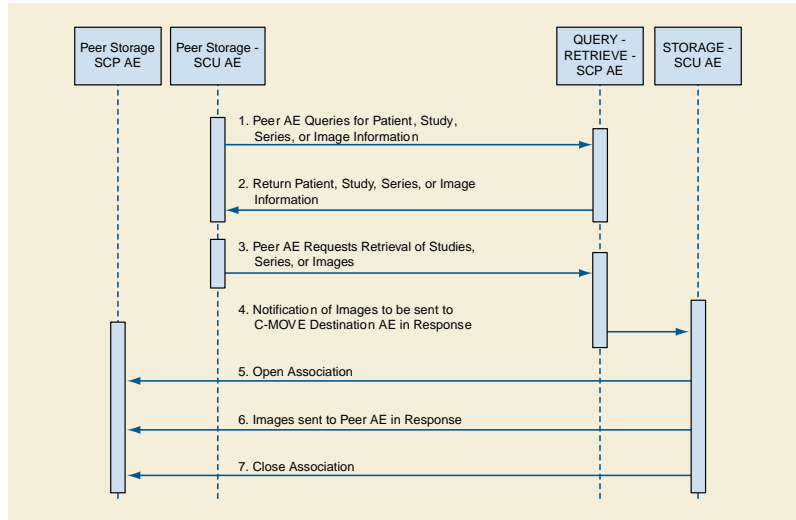 Peer Storage
SCP AE
Peer Storage -
SCU AE
QUERY -
RETRIEVE -
SCP AE
STORAGE -
SCU AE
1. Peer AE Queries for Patient, Study,
Series, or Image Information
2. Return Patient, Study, Series, or Image
Information
3. Peer AE Requests Retrieval of Studies,
Series, or Images
4. Notification of Images to be sent to
C-MOVE Destination AE in Response
5. Open Association
6. Images sent to Peer AE in Response
7. Close Association